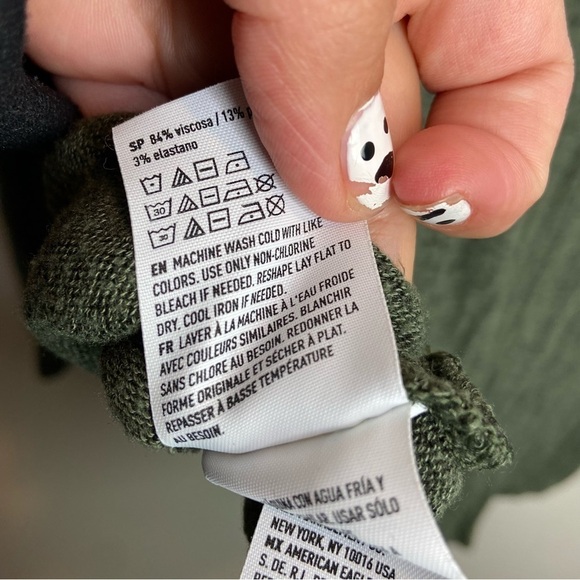 SP 84% viscosa / 13%
3% elastano
30
30
EN MACHINE WASH COLD WITH LIKE
COLORS. USE ONLY NON-CHLORINE
BLEACH IF NEEDED. RESHAPE LAY FLAT TO
DRY. COOL IRON IF NEEDED.
FR LAVER À LA MACHINE À L'EAU FROIDE
AVEC COULEURS SIMILAIRES. BLANCHIR
SANS CHLORE AU BESOIN. REDONNER LA
FORME ORIGINALE ET SÉCHER À PLAT.
REPASSER À BASSE TEMPÉRATURE
AU BESOIN.
CON AGUA FRÍA Y
USAR SÓLO
NEW YORK, NY 10016 USA
MX AMERICAN EAGLE
S. DE R.L.